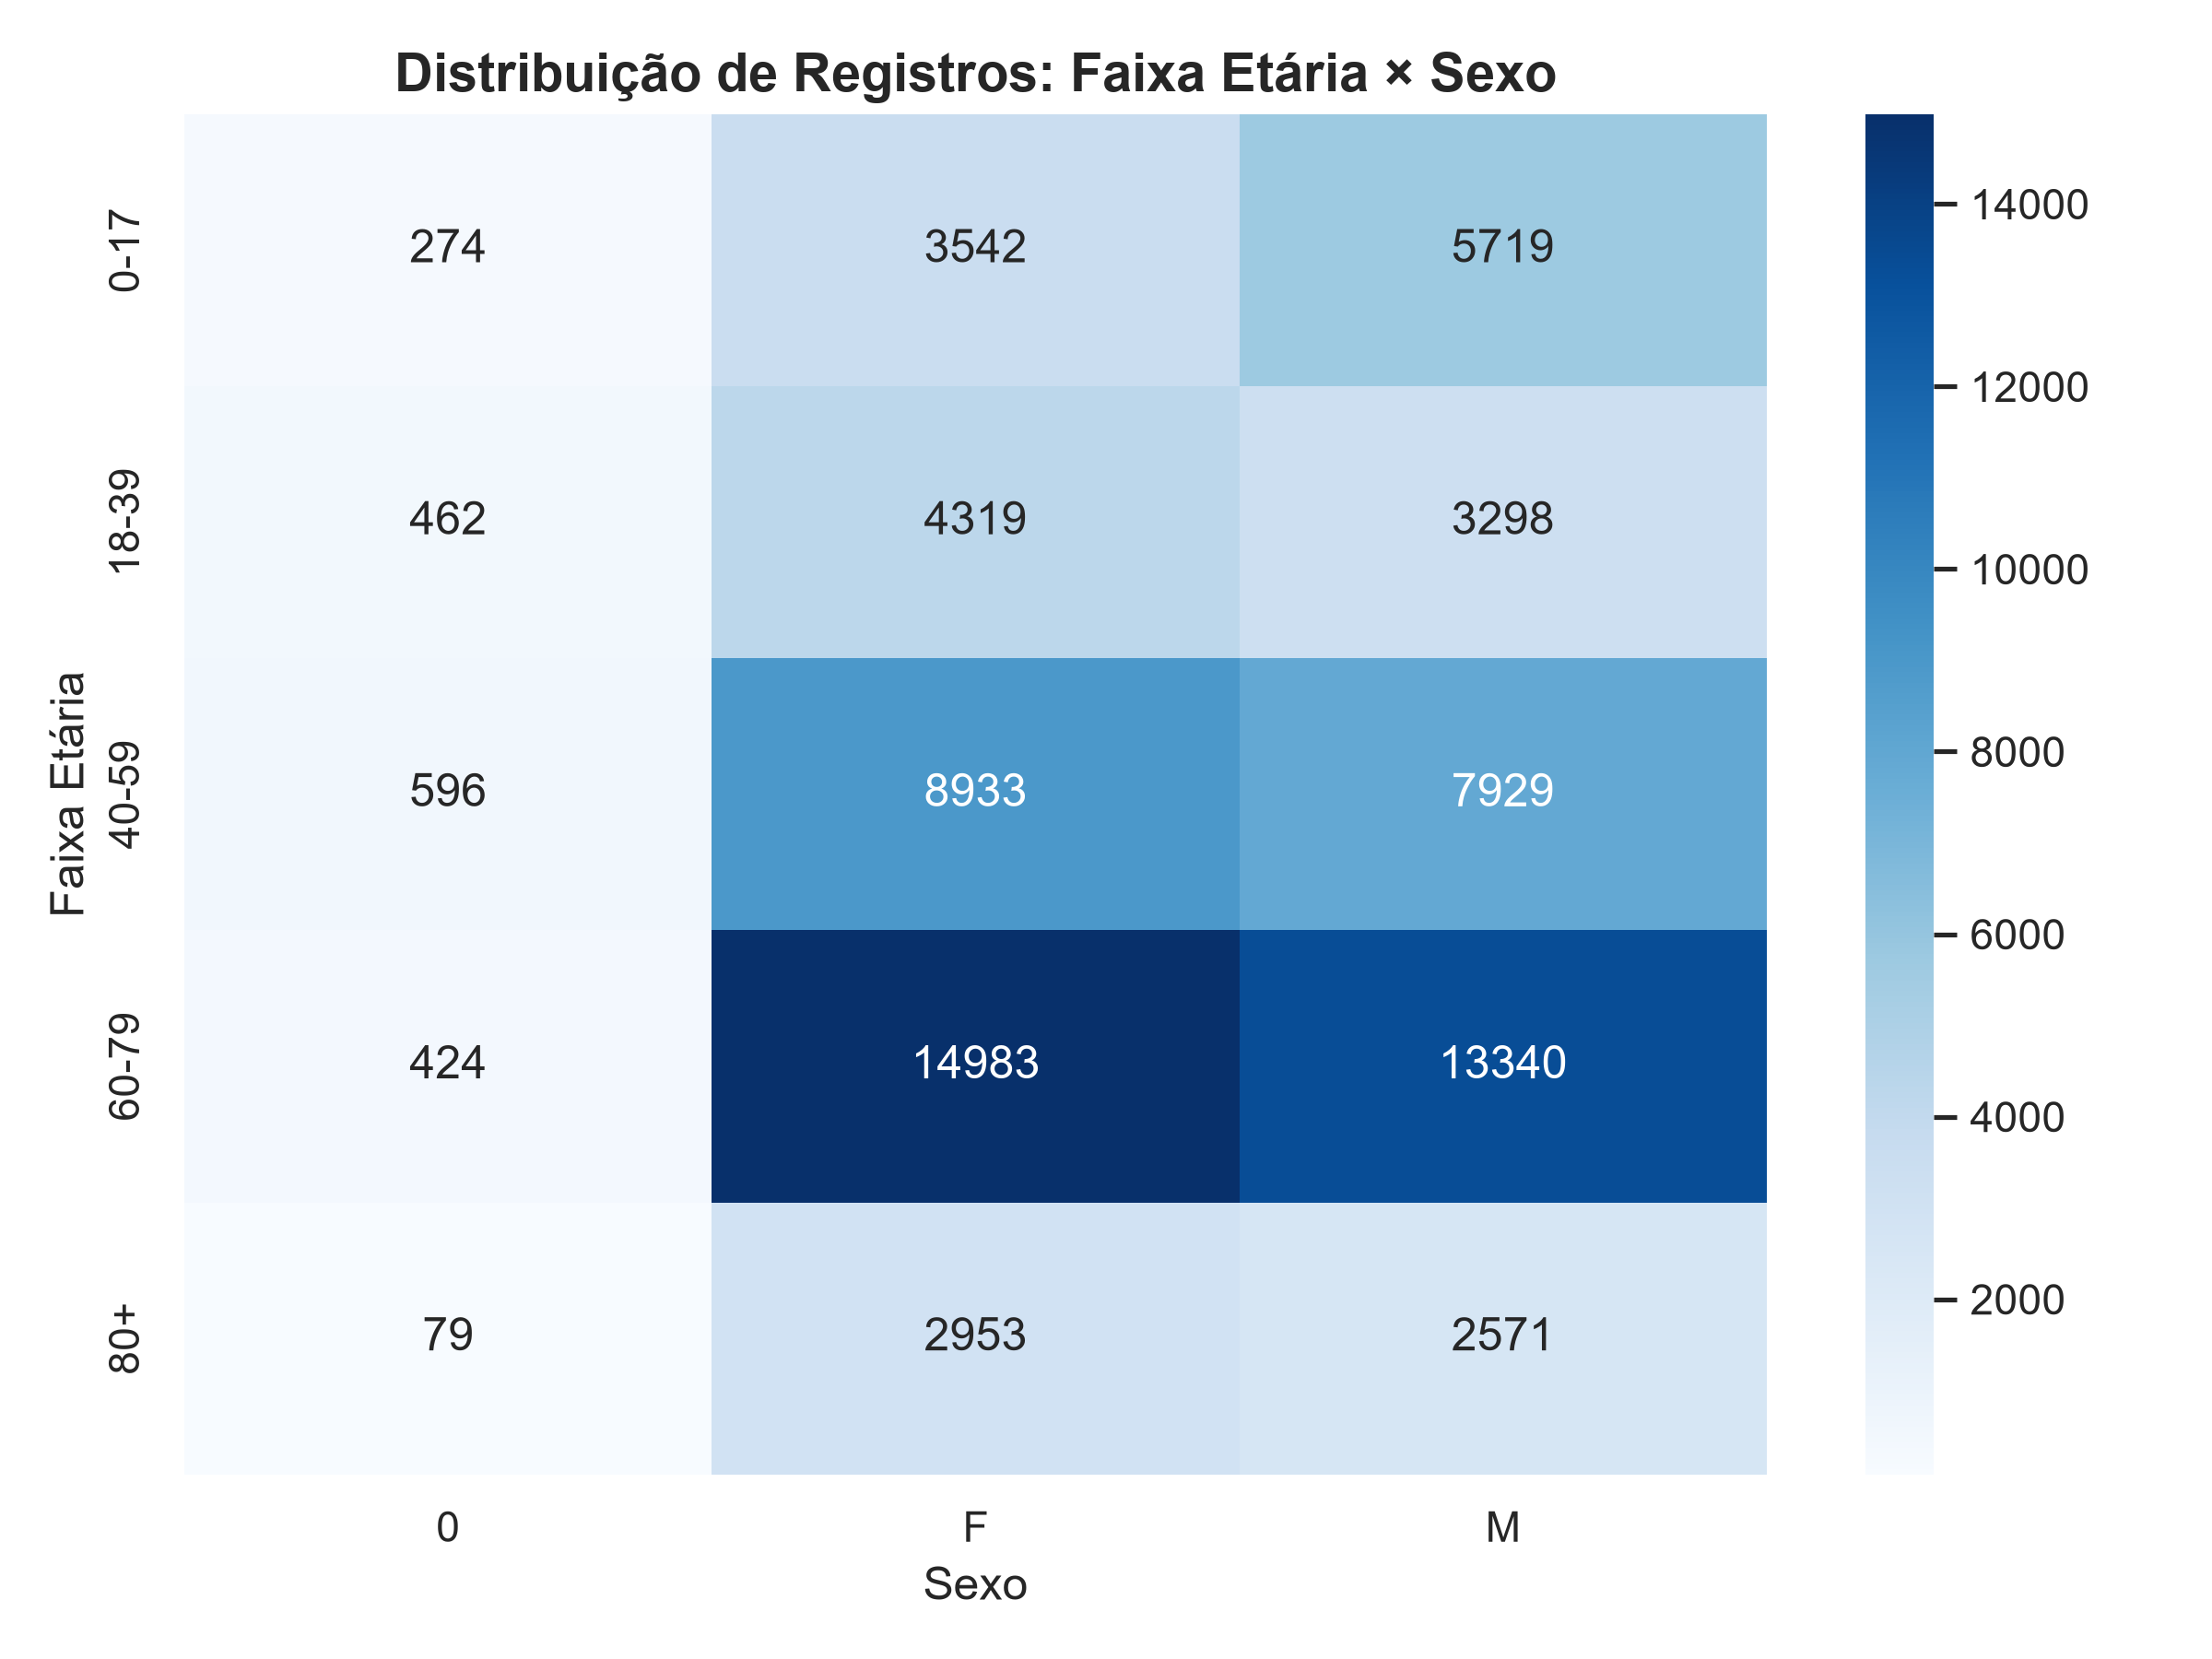 Distribuição de Registros: Faixa Etária × Sexo
Faixa Etária
0-17 274 3542 5719
18-39 462 4319 3298
40-59 596 8933 7929
60-79 424 14983 13340
80+ 79 2953 2571
0 F M
Sexo
14000
12000
10000
8000
6000
4000
2000